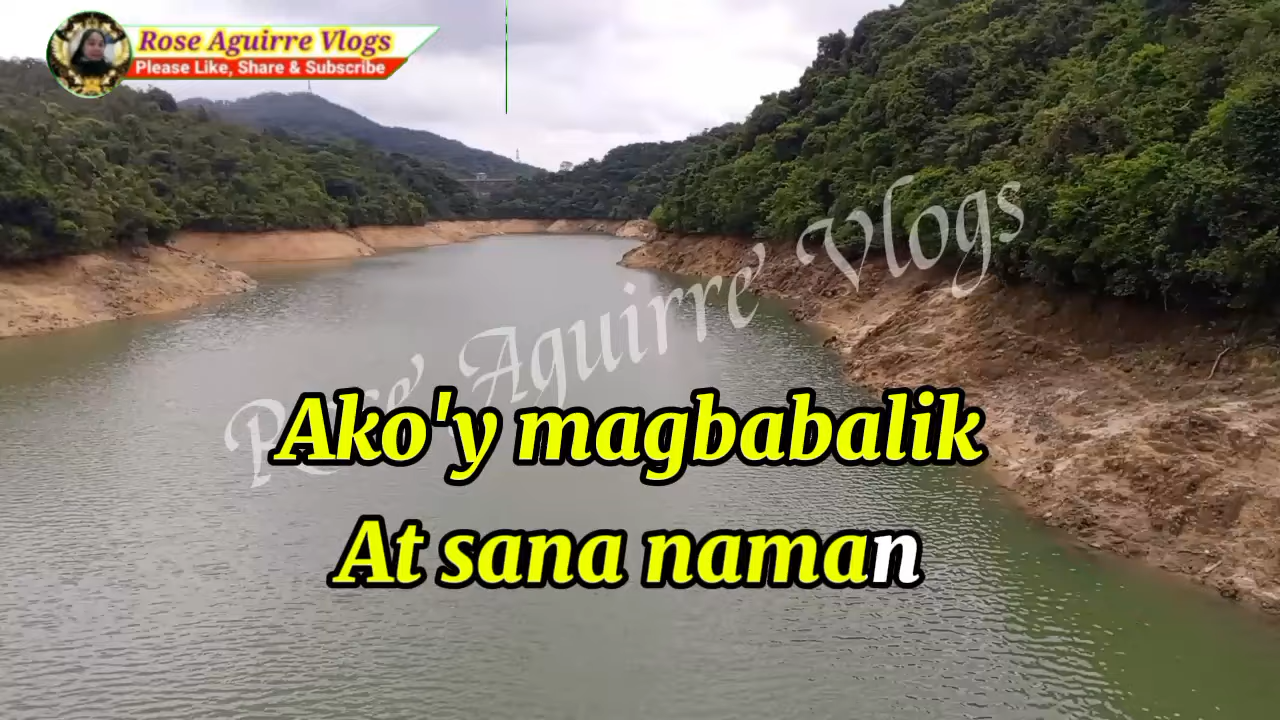 Rose Aguirre Vlogs
Please Like, Share & Subscribe
Rose' Aguirre' Vlogs
Ako'y magbabalik
At sana naman